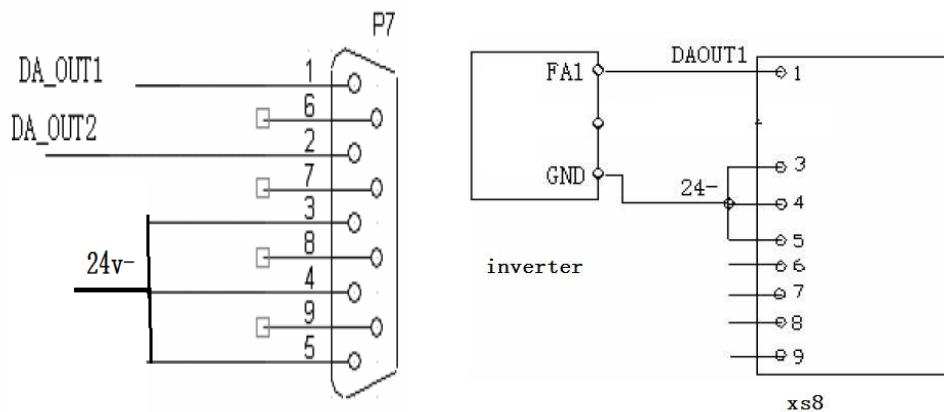 P7
DA_OUT1
1
6
DA_OUT2
2
7
3
8
24v-
4
9
5
FA1
DAOUT1
1
GND
24-
3
4
5
6
7
8
9
inverter
xs8